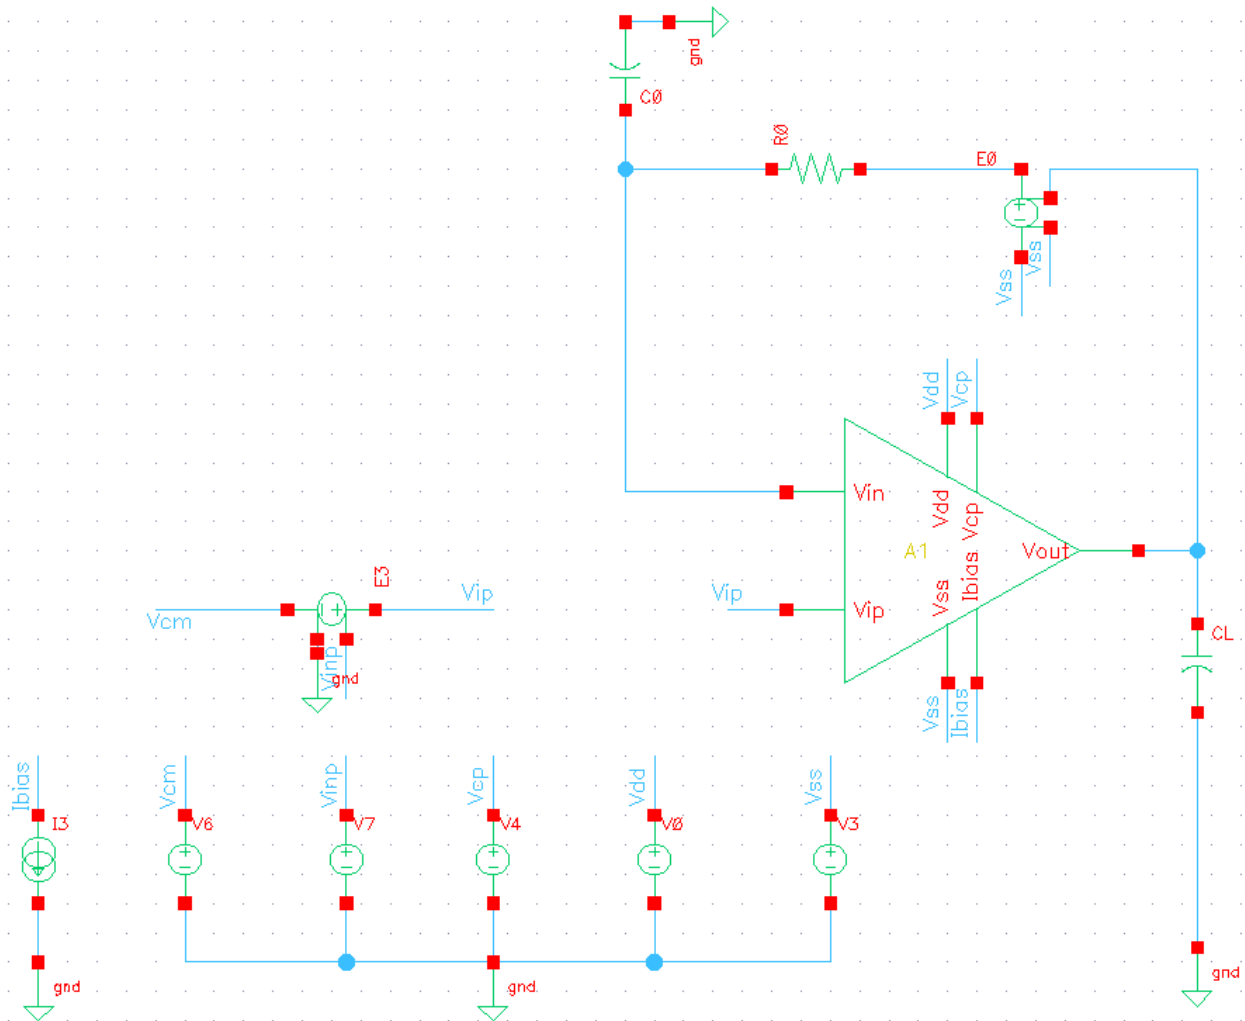 gnd
C0
R0
E0
Vss
Vss
Vdd
Vcp
Vin
Vdd
Vcp
A1
Vout
Vss
Ibias
Vip
Vip
Vss
Ibias
E3
Vcm
Vip
Vinp
gnd
CL
gnd
Ibias
I3
gnd
Vcm
V6
Vinp
V7
Vcp
V4
gnd
Vdd
V0
Vss
V3